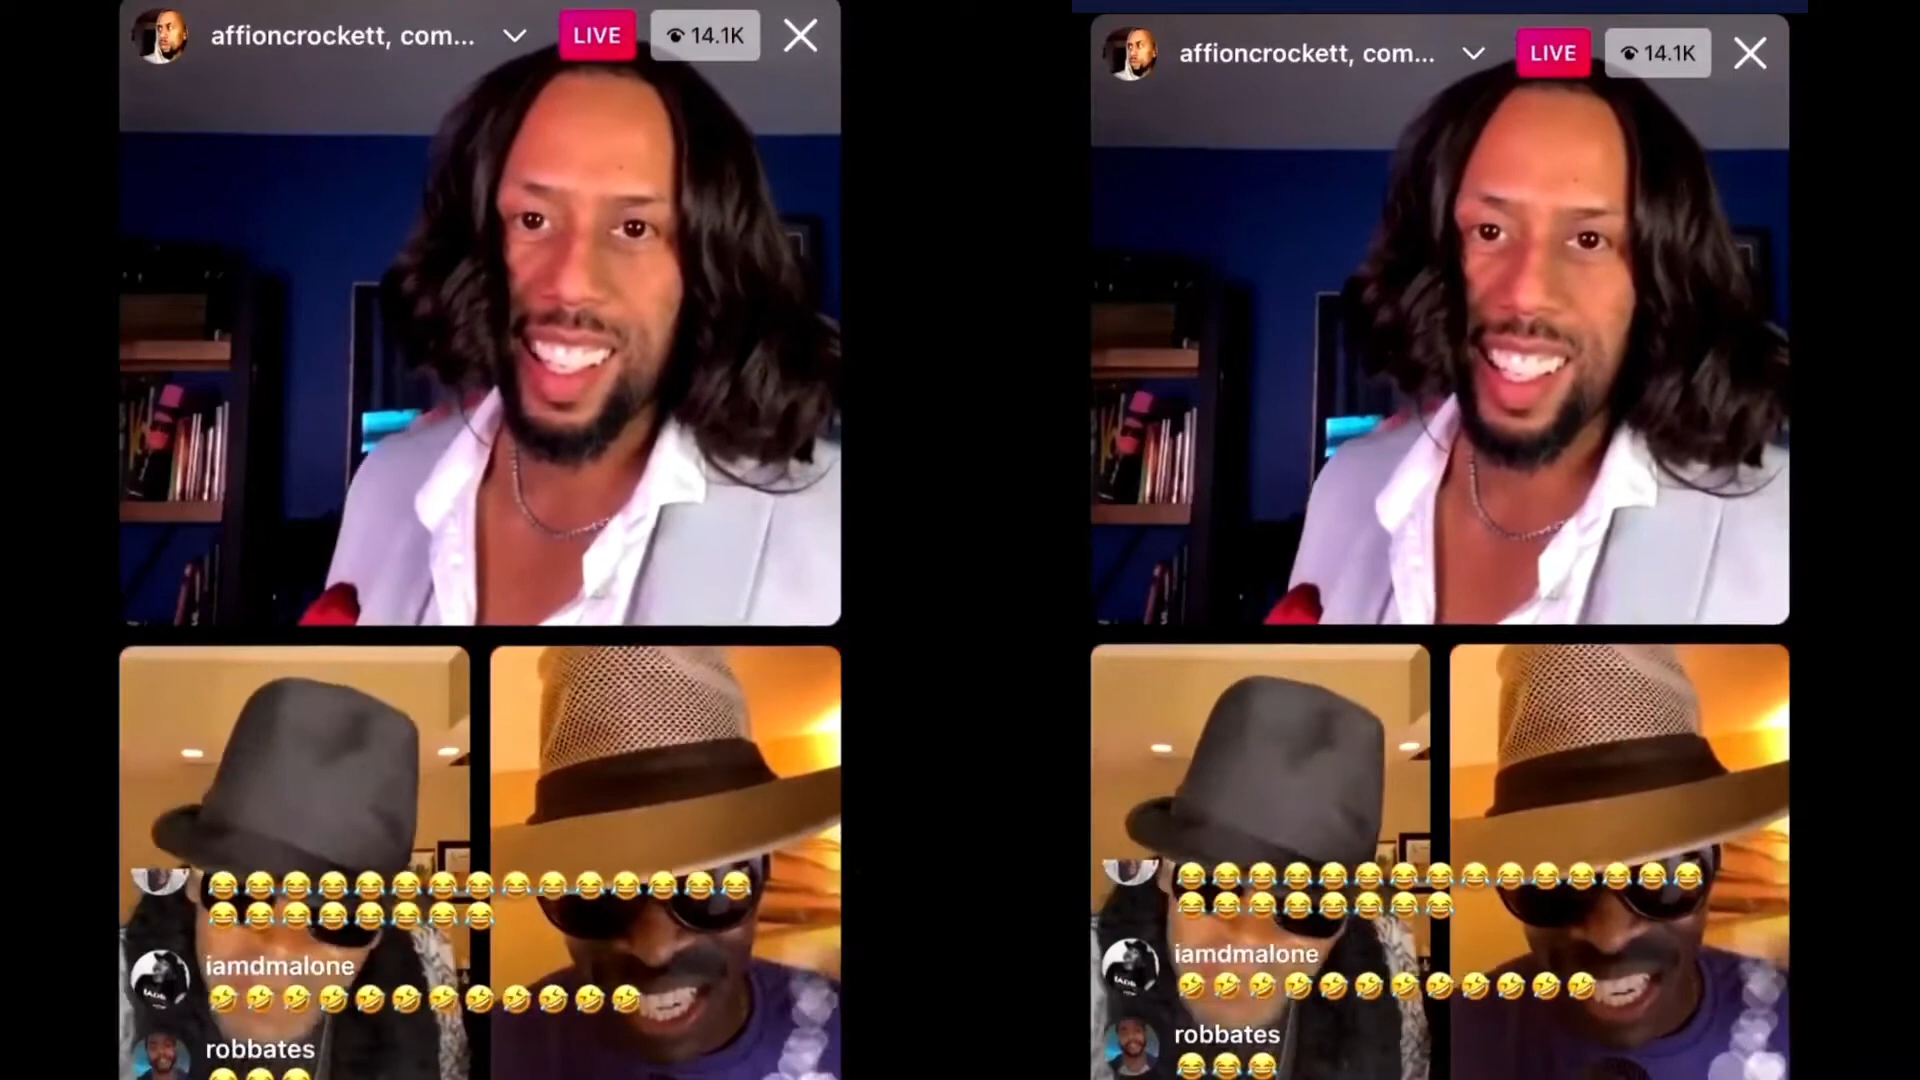 affioncrockett, com...
LIVE
14.1K
😂😂😂😂😂😂😂😂😂😂😂😂😂😂😂
😂😂😂😂😂😂😂😂
iamdmalone
🤣🤣🤣🤣🤣🤣🤣🤣🤣🤣🤣🤣
robbates
😂😂😂
affioncrockett, com...
LIVE
14.1K
😂😂😂😂😂😂😂😂😂😂😂😂😂😂😂
😂😂😂😂😂😂😂😂
iamdmalone
🤣🤣🤣🤣🤣🤣🤣🤣🤣🤣🤣🤣
robbates
😂😂😂